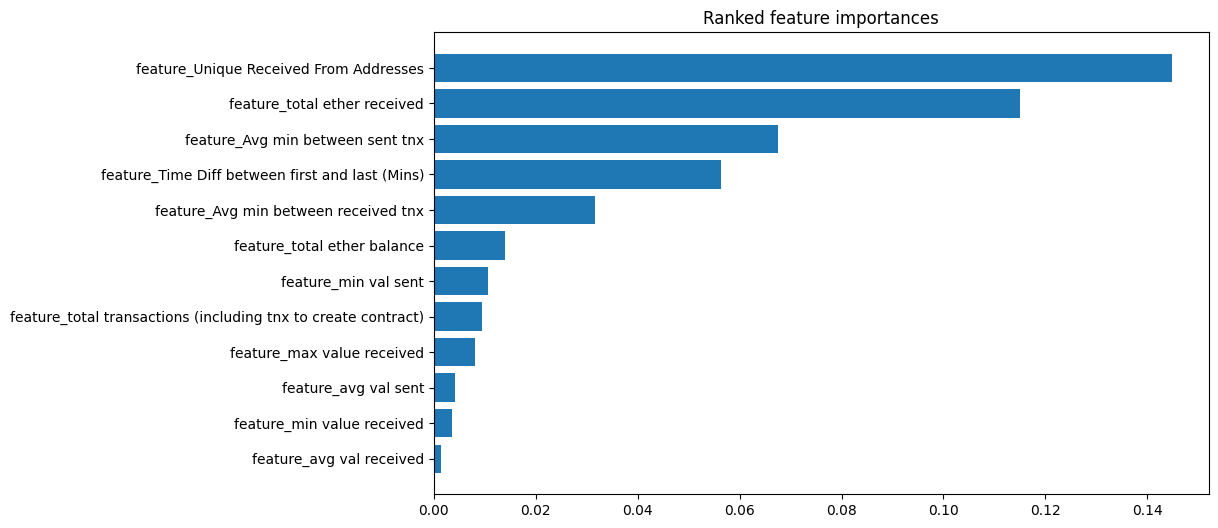 Ranked feature importances
feature_Unique Received From Addresses
feature_total ether received
feature_Avg min between sent tnx
feature_Time Diff between first and last (Mins)
feature_Avg min between received tnx
feature_total ether balance
feature_min val sent
feature_total transactions (including tnx to create contract)
feature_max value received
feature_avg val sent
feature_min value received
feature_avg val received
0.00 0.02 0.04 0.06 0.08 0.10 0.12 0.14